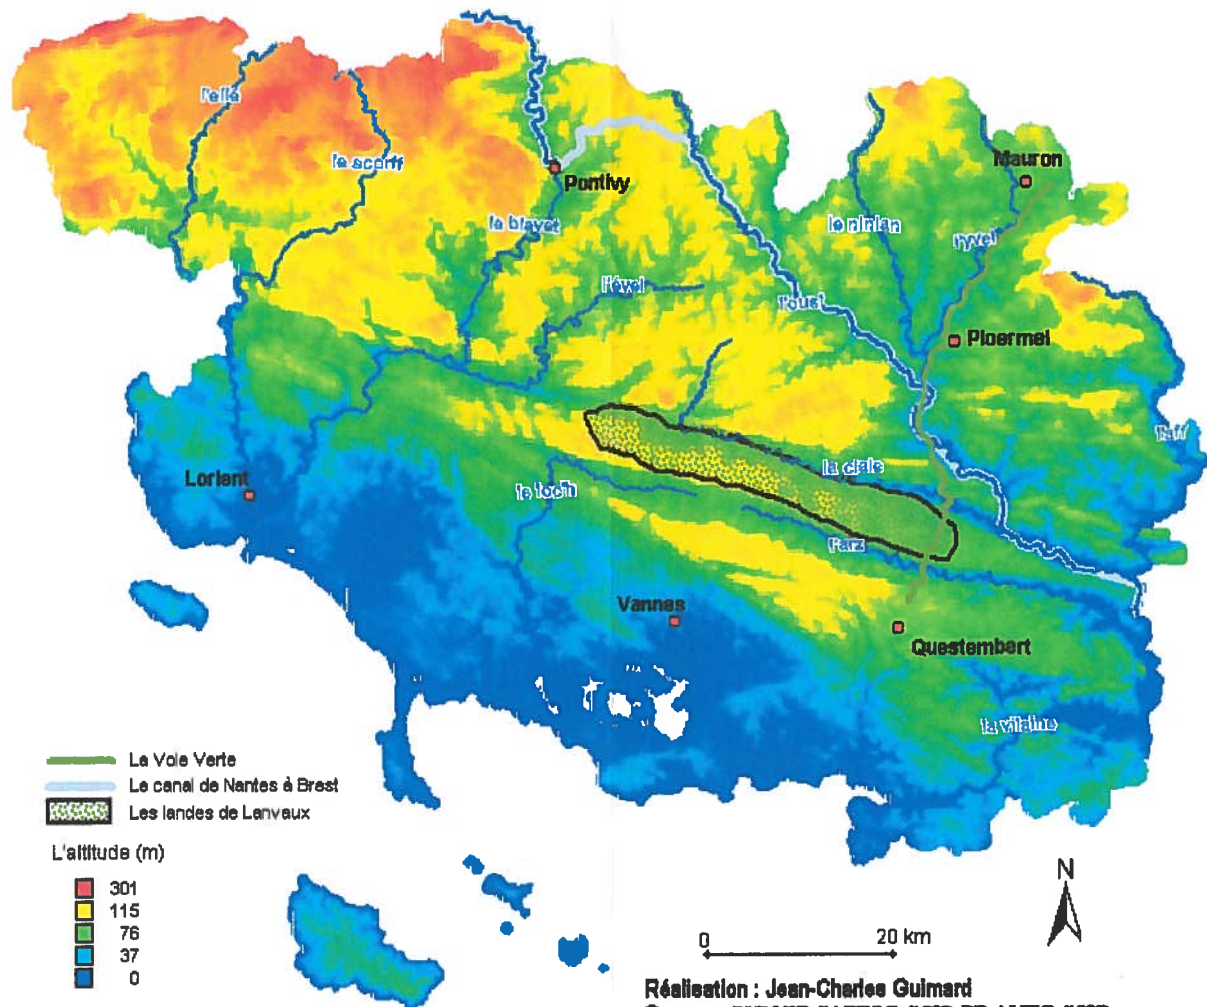 l'ellé
le scorff
Pontivy
Mauron
le blavet
le ninian
l'yvel
l'ével
l'oust
Ploermel
l'aff
Lorient
la claie
le loc'h
l'arz
Vannes
Questembert
la vilaine
La Voie Verte
Le canal de Nantes à Brest
Les landes de Lanvaux
L'altitude (m)
301
115
76
37
0
N
0 20 km
Réalisation : Jean-Charles Guimard